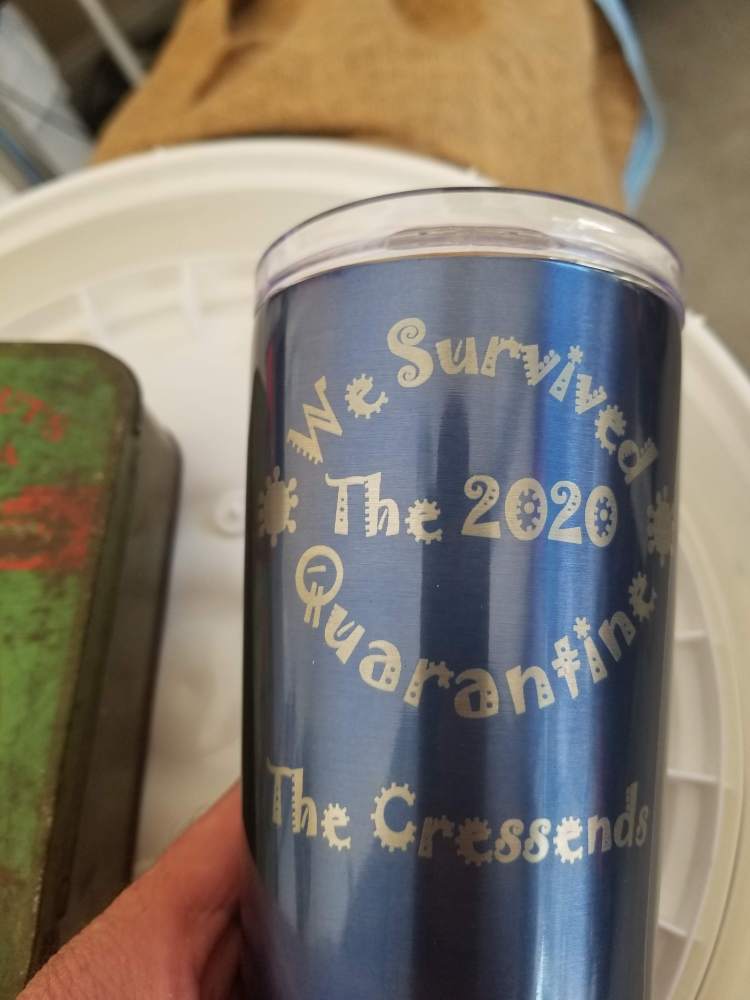 We Survived
The 2020
Quarantine
The Cressends